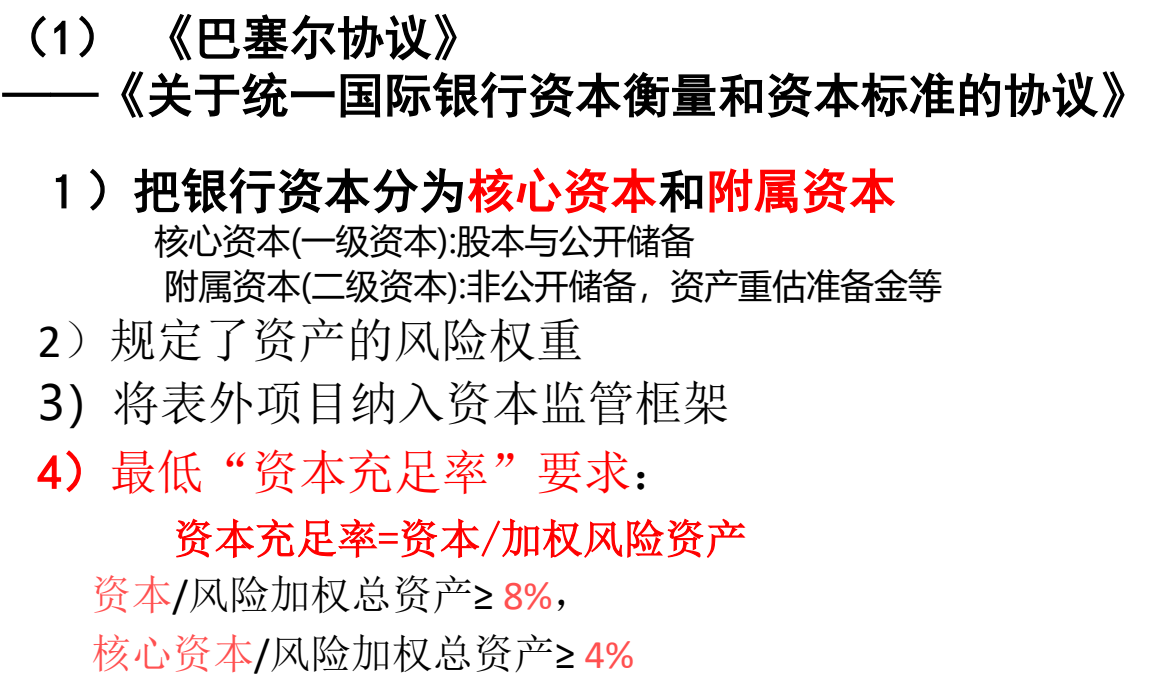 （1） 《巴塞尔协议》
——《关于统一国际银行资本衡量和资本标准的协议》
1）把银行资本分为核心资本和附属资本
核心资本(一级资本):股本与公开储备
附属资本(二级资本):非公开储备，资产重估准备金等
2）规定了资产的风险权重
3）将表外项目纳入资本监管框架
4）最低“资本充足率”要求：
资本充足率=资本/加权风险资产
资本/风险加权总资产≥ 8%，
核心资本/风险加权总资产≥ 4%